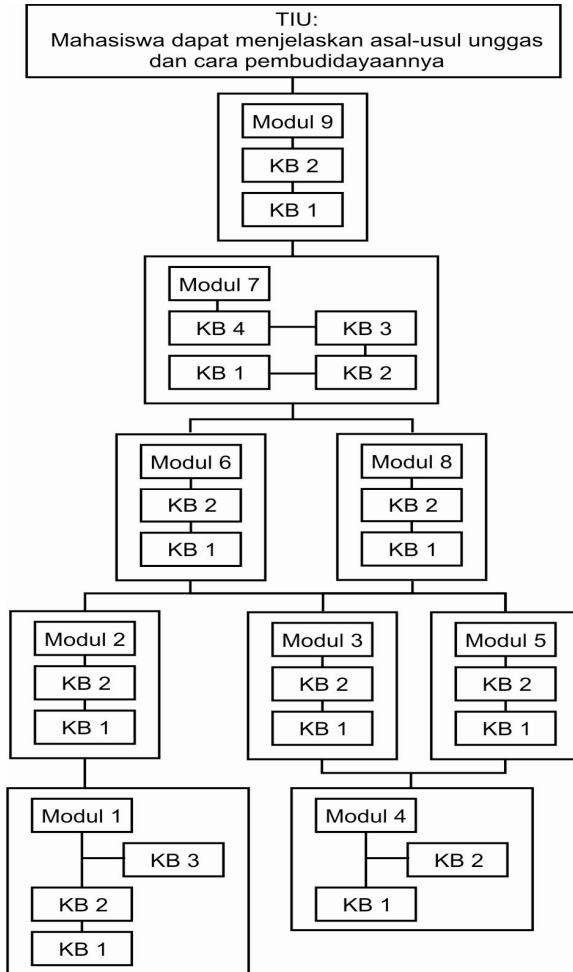 TIU:
Mahasiswa dapat menjelaskan asal-usul unggas
dan cara pembudidayaannya
Modul 9
KB 2
KB 1
Modul 7
KB 4
KB 3
KB 1
KB 2
Modul 6
KB 2
KB 1
Modul 8
KB 2
KB 1
Modul 2
KB 2
KB 1
Modul 3
KB 2
KB 1
Modul 5
KB 2
KB 1
Modul 1
KB 3
KB 2
KB 1
Modul 4
KB 2
KB 1